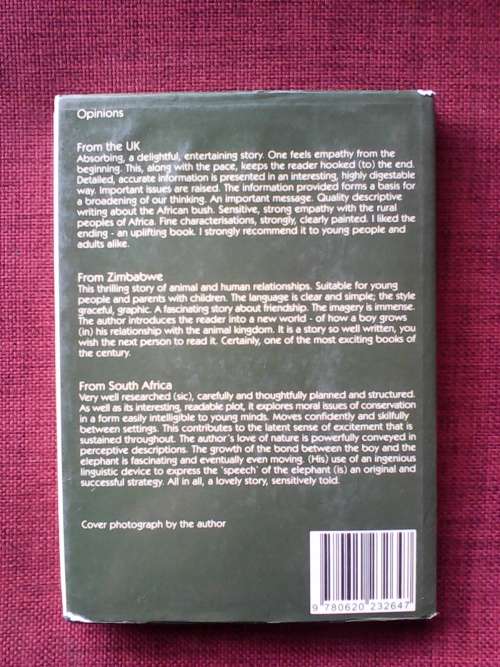 Opinions
From the UK
Absorbing, a delightful, entertaining story. One feels empathy from the
beginning. This, along with the pace, keeps the reader hooked (to) the end.
Detailed, accurate information is presented in an interesting, highly digestable
way. Important issues are raised. The information provided forms a basis for
a broadening of our thinking. An important message. Quality descriptive
writing about the African bush. Sensitive, strong empathy with the rural
peoples of Africa. Fine characterisations, strongly, clearly painted. I liked the
ending - an uplifting book. I strongly recommend it to young people and
adults alike.
From Zimbabwe
This thrilling story of animal and human relationships. Suitable for young
people and parents with children. The language is clear and simple; the style
graceful, graphic. A fascinating story about friendship. The imagery is immense.
The author introduces the reader into a new world - of how a boy grows
(in) his relationship with the animal kingdom. It is a story so well written, you
wish the next person to read it. Certainly, one of the most exciting books of
the century.
From South Africa
Very well researched (sic), carefully and thoughtfully planned and structured.
As well as its interesting, readable plot, it explores moral issues of conservation
in a form easily intelligible to young minds. Moves confidently and skilfully
between settings. This contributes to the latent sense of excitement that is
sustained throughout. The author's love of nature is powerfully conveyed in
perceptive descriptions. The growth of the bond between the boy and the
elephant is fascinating and eventually even moving. (His) use of an ingenious
linguistic device to express the 'speech' of the elephant (is) an original and
successful strategy. All in all, a lovely story, sensitively told.
Cover photograph by the author
9 780620 232647